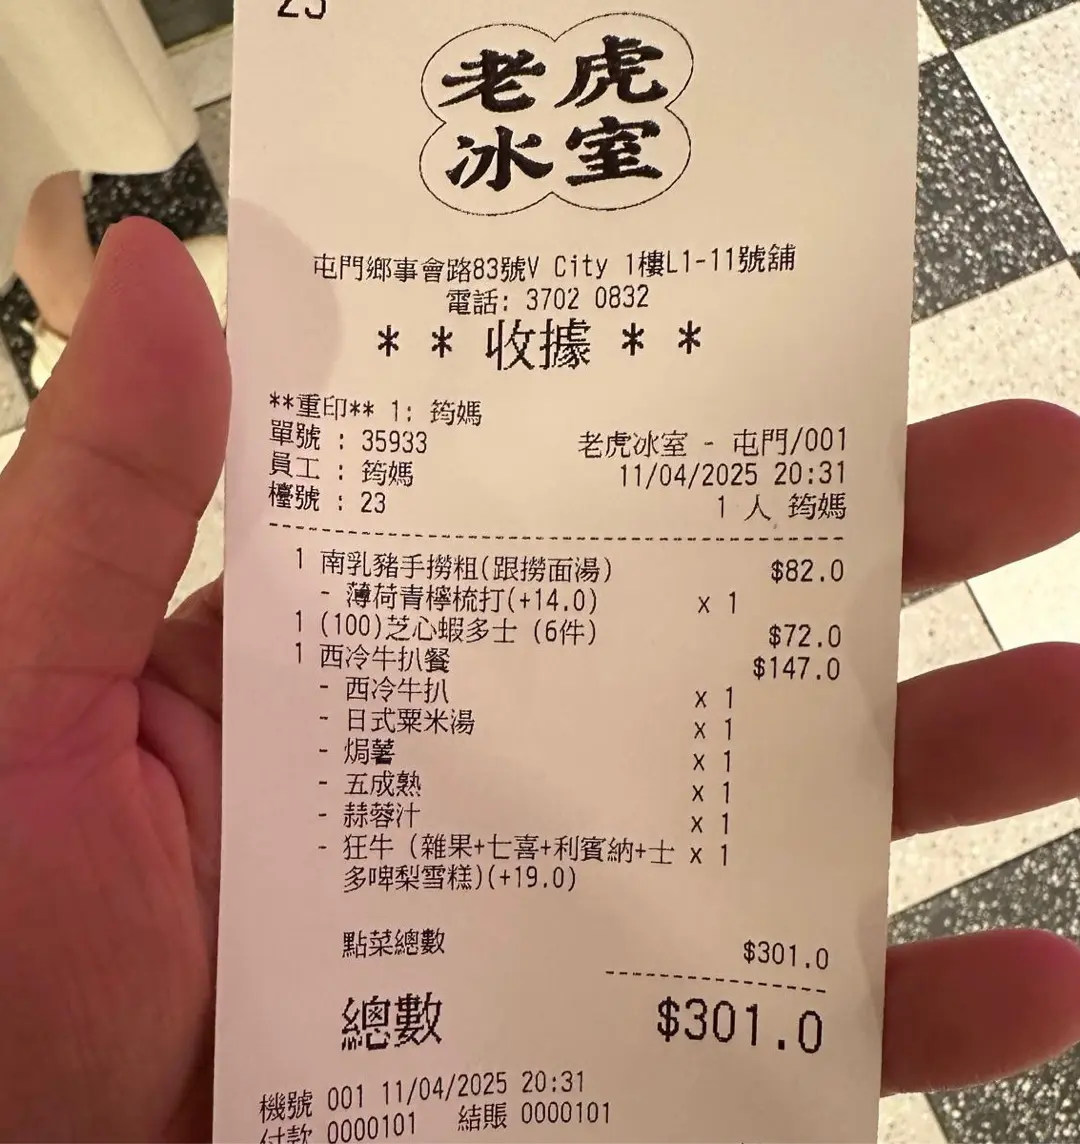 23
老虎
冰室
屯門鄉事會路83號V City 1樓L1-11號舖
電話: 3702 0832
* * 收據 * *
**重印** 1: 筠媽
單號 : 35933
老虎冰室 - 屯門/001
員工 : 筠媽
11/04/2025 20:31
檯號 : 23
1 人 筠媽
1 南乳豬手撈粗(跟撈面湯) $82.0
- 薄荷青檸梳打(+14.0) x 1
1 (100)芝心蝦多士 (6件) $72.0
1 西冷牛扒餐 $147.0
- 西冷牛扒 x 1
- 日式粟米湯 x 1
- 焗薯 x 1
- 五成熟 x 1
- 蒜蓉汁 x 1
- 狂牛 (雜果+七喜+利賓納+士 x 1
多啤梨雪糕)(+19.0)
點菜總數 $301.0
總數 $301.0
機號 001 11/04/2025 20:31
付款 0000101 結賬 0000101